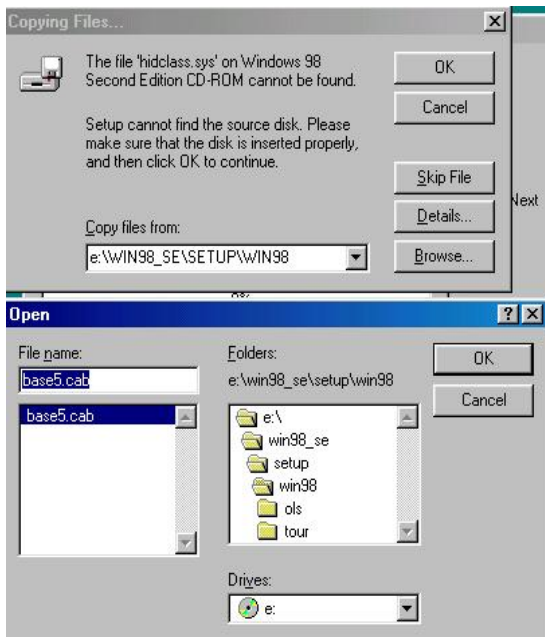 Copying Files...
The file 'hidclass.sys' on Windows 98
Second Edition CD-ROM cannot be found.
Setup cannot find the source disk. Please
make sure that the disk is inserted properly,
and then click OK to continue.
Copy files from:
e:\WIN98_SE\SETUP\WIN98
OK
Cancel
Skip File
Details...
Browse...
Next
Open
File name:
base5.cab
base5.cab
Folders:
e:\win98_se\setup\win98
e:\
win98_se
setup
win98
ols
tour
Drives:
e:
OK
Cancel